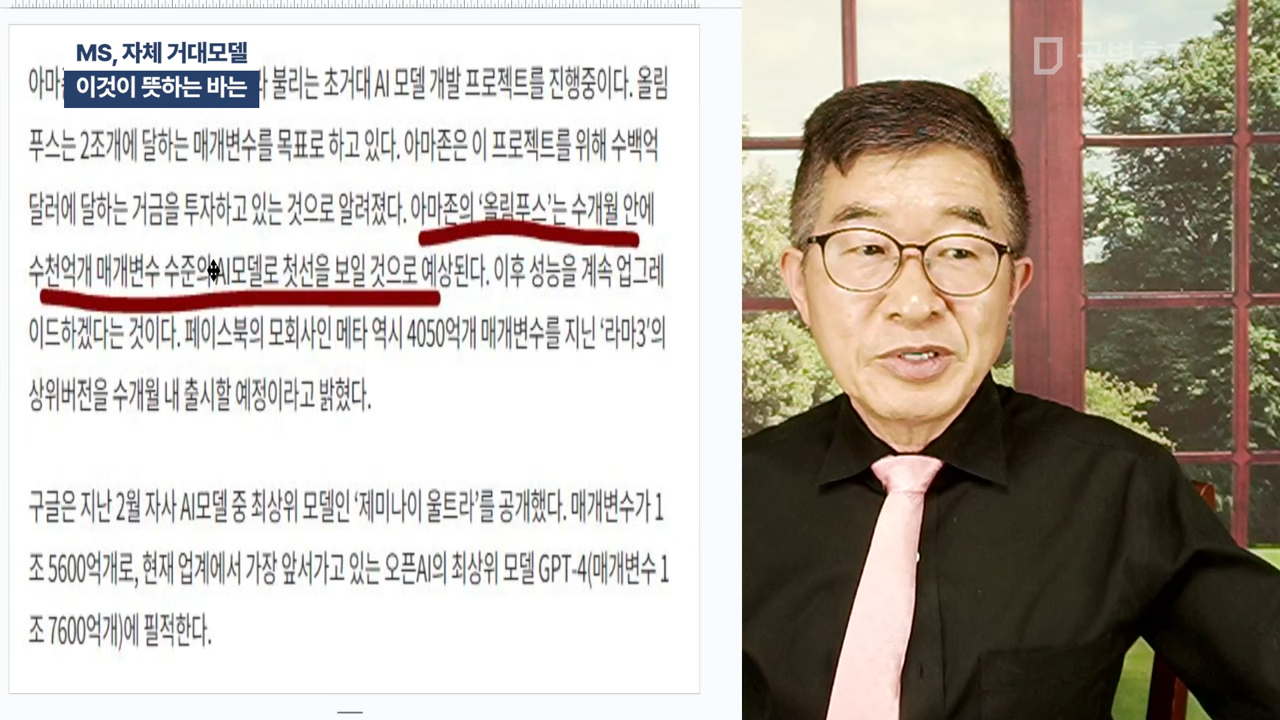 MS, 자체 거대모델
이것이 뜻하는 바는
공병호TV
불리는 초거대 AI 모델 개발 프로젝트를 진행중이다. 올림
푸스는 2조개에 달하는 매개변수를 목표로 하고 있다. 아마존은 이 프로젝트를 위해 수백억
달러에 달하는 거금을 투자하고 있는 것으로 알려졌다. 아마존의 ‘올림푸스’는 수개월 안에
수천억개 매개변수 수준의 AI모델로 첫선을 보일 것으로 예상된다. 이후 성능을 계속 업그레
이드하겠다는 것이다. 페이스북의 모회사인 메타 역시 4050억개 매개변수를 지닌 ‘라마3’의
상위버전을 수개월 내 출시할 예정이라고 밝혔다.
구글은 지난 2월 자사 AI모델 중 최상위 모델인 ‘제미나이 울트라’를 공개했다. 매개변수가 1
조 5600억개로, 현재 업계에서 가장 앞서가고 있는 오픈AI의 최상위 모델 GPT-4(매개변수 1
조 7600억개)에 필적한다.